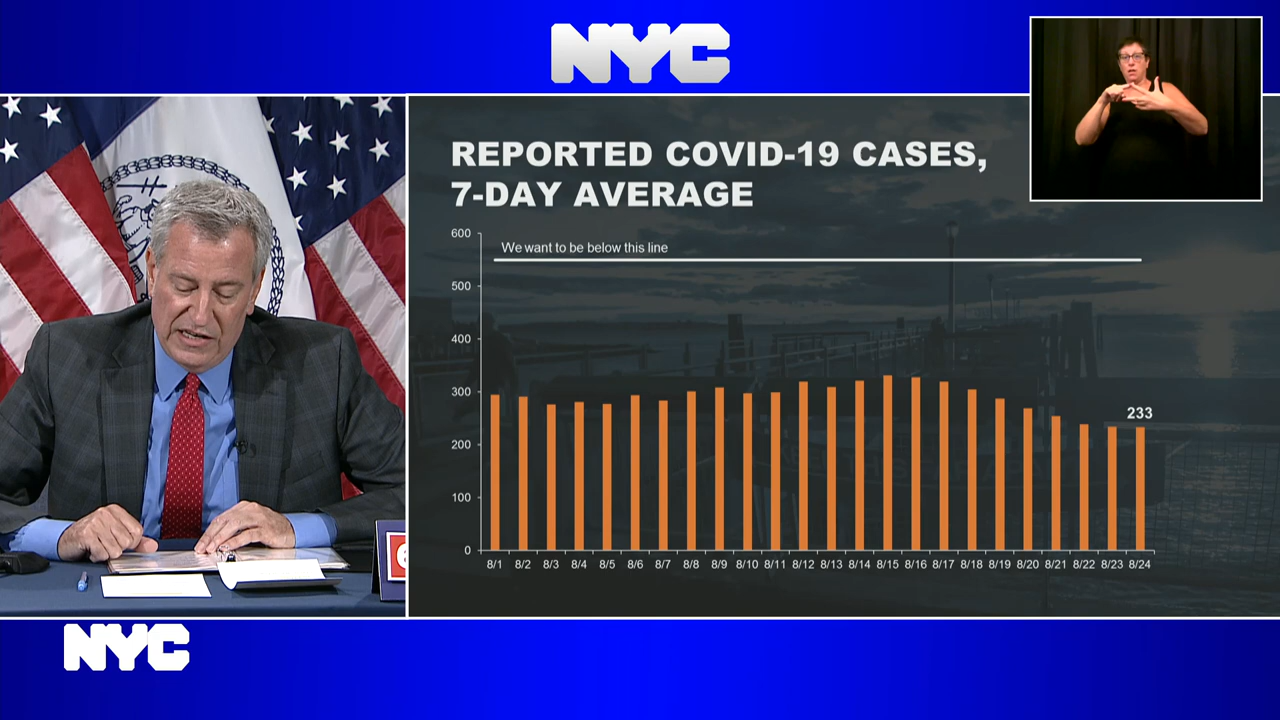 NYC
REPORTED COVID-19 CASES,
7-DAY AVERAGE
600
We want to be below this line
500
400
300
233
200
100
0
8/1 8/2 8/3 8/4 8/5 8/6 8/7 8/8 8/9 8/10 8/11 8/12 8/13 8/14 8/15 8/16 8/17 8/18 8/19 8/20 8/21 8/22 8/23 8/24
NYC